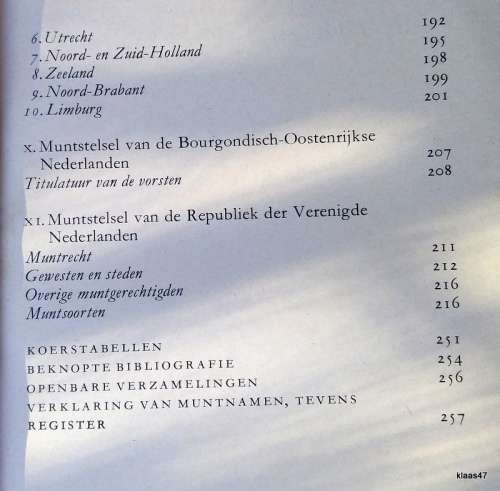 6. Utrecht 192
7. Noord- en Zuid-Holland 195
8. Zeeland 198
9. Noord-Brabant 199
10. Limburg 201
X. Muntstelsel van de Bourgondisch-Oostenrijkse
Nederlanden 207
Titulatuur van de vorsten 208
XI. Muntstelsel van de Republiek der Verenigde
Nederlanden
Muntrecht 211
Gewesten en steden 212
Overige muntgerechtigden 216
Muntsoorten 216
KOERSTABELLEN 251
BEKNOPTE BIBLIOGRAFIE 254
OPENBARE VERZAMELINGEN 256
VERKLARING VAN MUNTNAMEN, TEVENS
REGISTER 257
klaas47